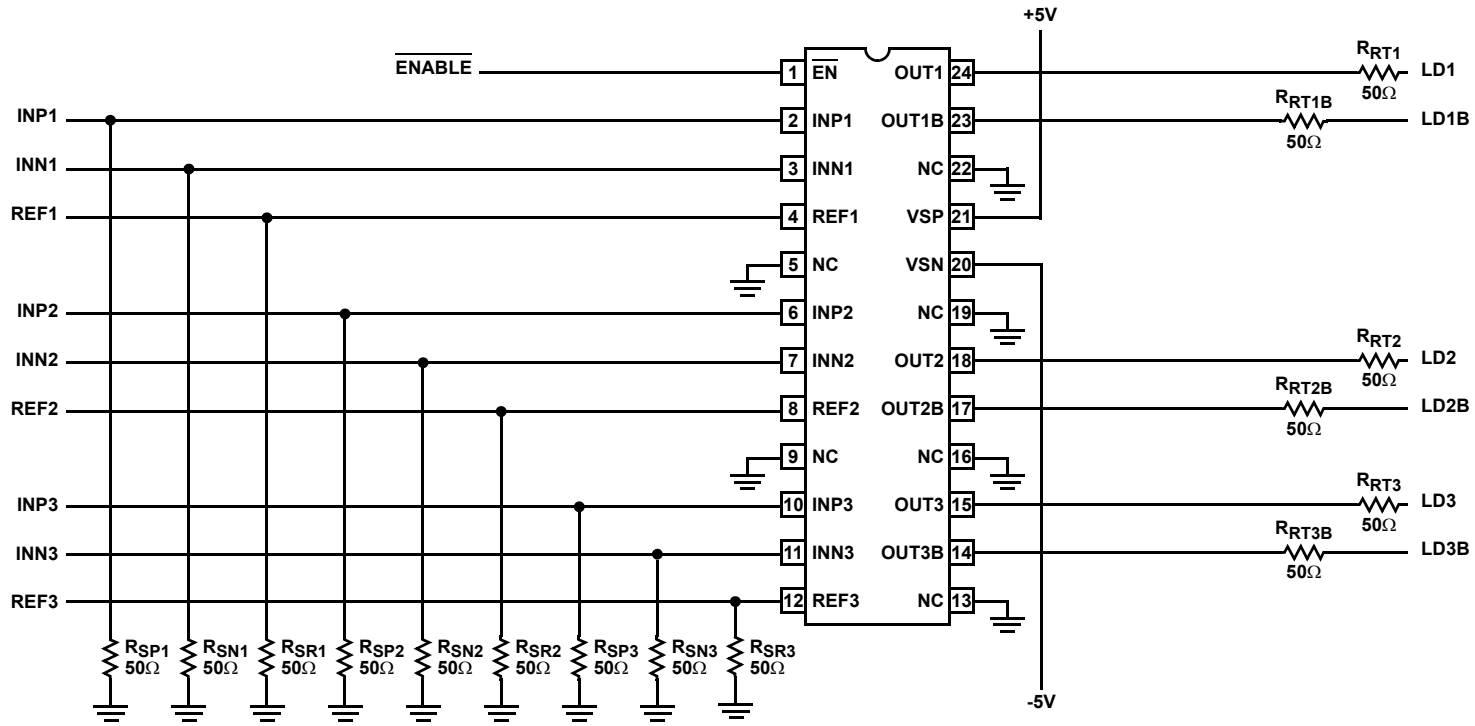 +5V
ENABLE
1 EN OUT1 24
RRT1
50Ω
LD1
INP1
2 INP1 OUT1B 23
RRT1B
50Ω
LD1B
INN1
3 INN1 NC 22
REF1
4 REF1 VSP 21
5 NC VSN 20
INP2
6 INP2 NC 19
INN2
7 INN2 OUT2 18
RRT2
50Ω
LD2
REF2
8 REF2 OUT2B 17
RRT2B
50Ω
LD2B
9 NC NC 16
INP3
10 INP3 OUT3 15
RRT3
50Ω
LD3
INN3
11 INN3 OUT3B 14
RRT3B
50Ω
LD3B
REF3
12 REF3 NC 13
RSP1 RSN1 RSR1 RSP2 RSN2 RSR2 RSP3 RSN3 RSR3
50Ω 50Ω 50Ω 50Ω 50Ω 50Ω 50Ω 50Ω 50Ω
-5V